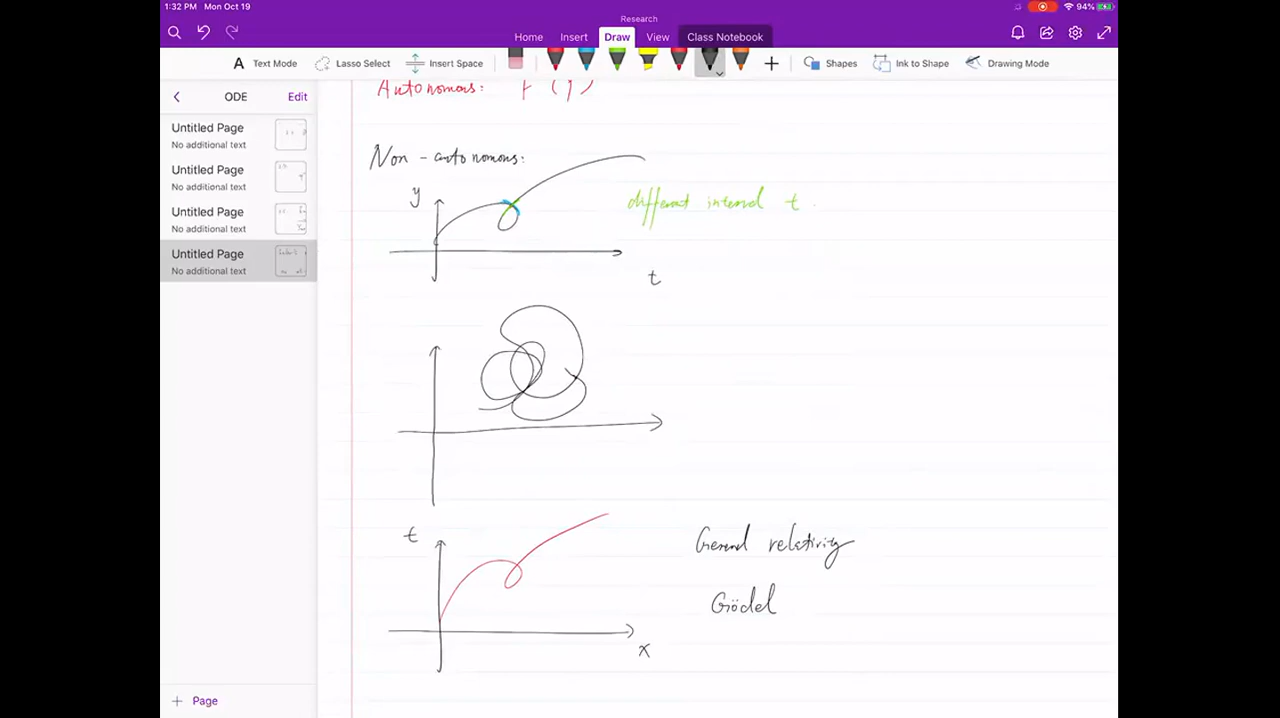 1:32 PM Mon Oct 19
Research
94%
Home Insert Draw View Class Notebook
Text Mode Lasso Select Insert Space Shapes Ink to Shape Drawing Mode
ODE Edit
Untitled Page
No additional text
Untitled Page
No additional text
Untitled Page
No additional text
Untitled Page
No additional text
Page
Autonomous:
Non-autonomous:
y
different interval t
t
t
General relativity
Gödel
x